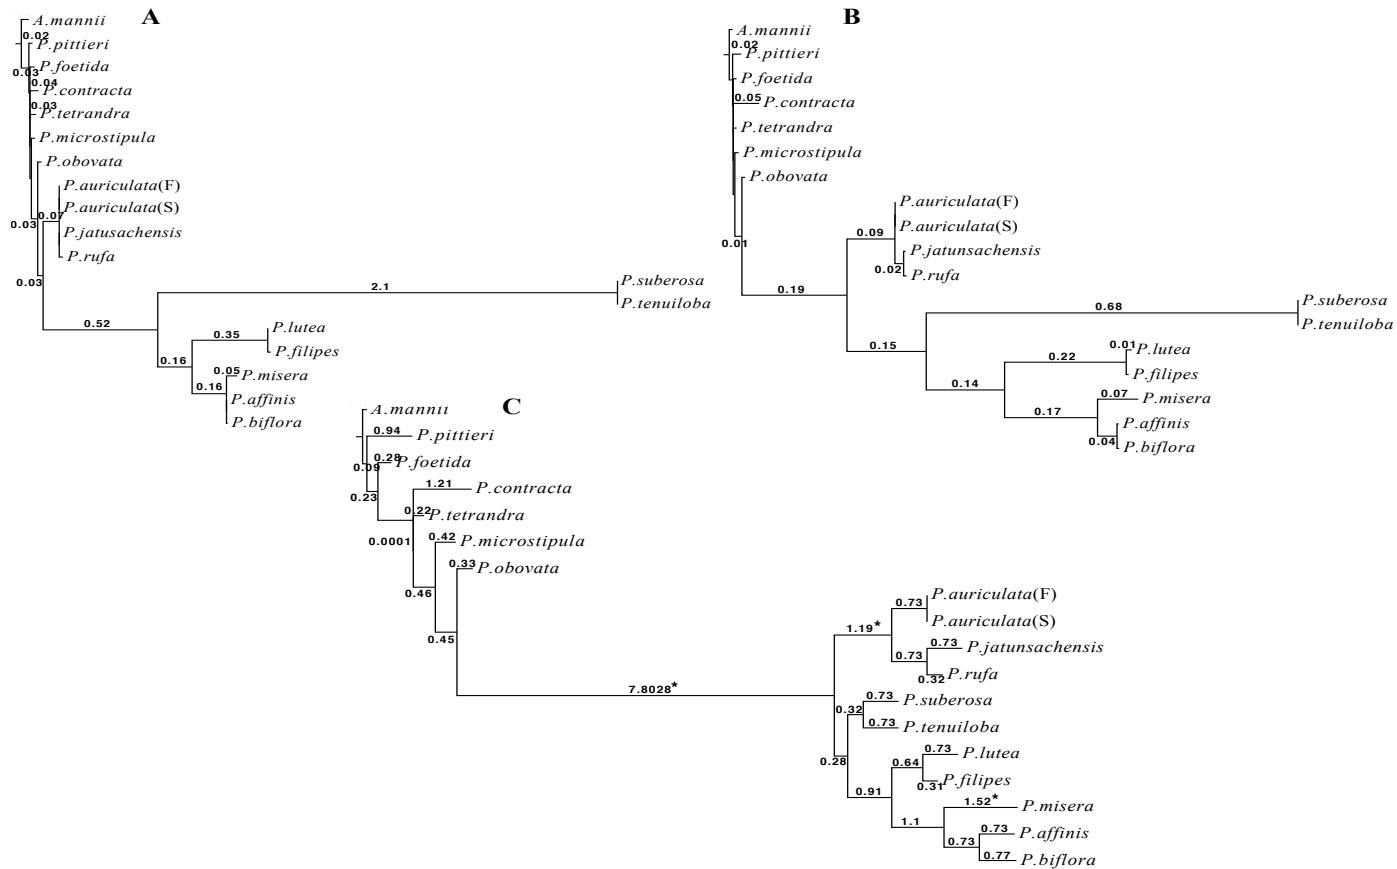 A
A.mannii
0.02
P.pittieri
P.foetida
0.03
0.04
P.contracta
0.03
P.tetrandra
P.microstipula
P.obovata
P.auriculata(F)
P.auriculata(S)
0.07
0.03
P.jatusachensis
P.rufa
0.03
P.suberosa
2.1
P.tenuiloba
0.52
P.lutea
0.35
P.filipes
0.16
0.05
P.misera
0.16
P.affinis
P.biflora
B
A.mannii
0.02
P.pittieri
P.foetida
0.05
P.contracta
P.tetrandra
P.microstipula
P.obovata
P.auriculata(F)
P.auriculata(S)
0.09
0.01
P.jatunsachensis
0.02
P.rufa
0.19
P.suberosa
0.68
P.tenuiloba
0.15
0.01
P.lutea
0.22
P.filipes
0.14
0.07
P.misera
0.17
P.affinis
0.04
P.biflora
C
A.mannii
0.94
P.pittieri
0.28
P.foetida
0.09
0.23
1.21
P.contracta
0.22
P.tetrandra
0.0001
0.42
P.microstipula
0.33
P.obovata
0.46
0.45
P.auriculata(F)
0.73
P.auriculata(S)
1.19*
0.73
P.jatunsachensis
0.73
0.32
P.rufa
7.8028*
0.73
P.suberosa
0.32
0.73
P.tenuiloba
0.28
0.73
P.lutea
0.64
0.31
P.filipes
0.91
1.52*
P.misera
1.1
0.73
P.affinis
0.73
0.77
P.biflora